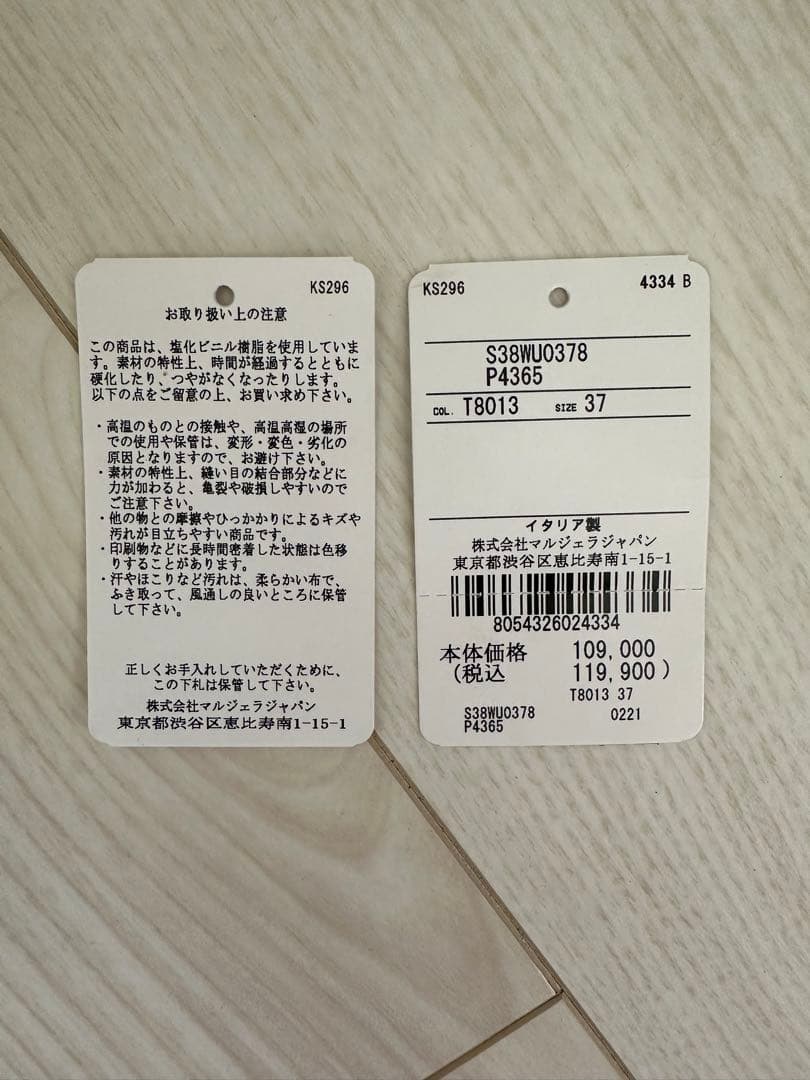 KS296
お取り扱い上の注意
この商品は、塩化ビニル樹脂を使用していま
す。素材の特性上、時間が経過するとともに
硬化したり、つやがなくなったりします。
以下の点をご留意の上、お買い求め下さい。
・高温のものとの接触や、高温高湿の場所
での使用や保管は、変形・変色・劣化の
原因となりますので、お避け下さい。
・素材の特性上、縫い目の結合部分などに
力が加わると、亀裂や破損しやすいので
ご注意下さい。
・他の物との摩擦やひっかかりによるキズや
汚れが目立ちやすい商品です。
・印刷物などに長時間密着した状態は色移
りすることがあります。
・汗やほこりなど汚れは、柔らかい布で、
ふき取って、風通しの良いところに保管
して下さい。
正しくお手入れしていただくために、
この下札は保管して下さい。
株式会社マルジェラジャパン
東京都渋谷区恵比寿南1-15-1
KS296 4334 B
S38WU0378
P4365
COL. T8013 SIZE 37
イタリア製
株式会社マルジェラジャパン
東京都渋谷区恵比寿南1-15-1
8054326024334
本体価格 109,000
(税込 119,900)
T8013 37
S38WU0378 0221
P4365